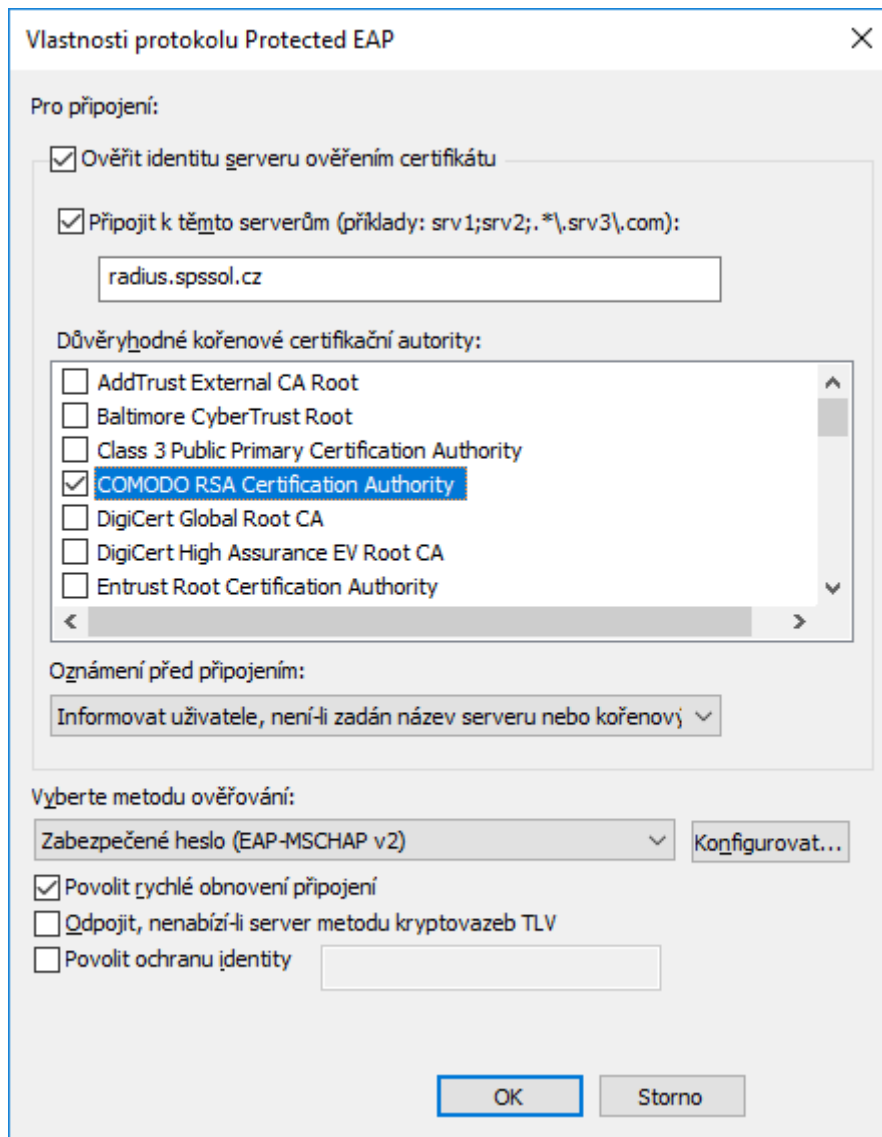 Vlastnosti protokolu Protected EAP
Pro připojení:
Ověřit identitu serveru ověřením certifikátu
Připojit k těmto serverům (příklady: srv1;srv2;.*\.srv3\.com):
radius.spssol.cz
Důvěryhodné kořenové certifikační autority:
AddTrust External CA Root
Baltimore CyberTrust Root
Class 3 Public Primary Certification Authority
COMODO RSA Certification Authority
DigiCert Global Root CA
DigiCert High Assurance EV Root CA
Entrust Root Certification Authority
Oznámení před připojením:
Informovat uživatele, není-li zadán název serveru nebo kořenový
Vyberte metodu ověřování:
Zabezpečené heslo (EAP-MSCHAP v2)
Konfigurovat...
Povolit rychlé obnovení připojení
Odpojit, nenabízí-li server metodu kryptovazeb TLV
Povolit ochranu identity
OK
Storno